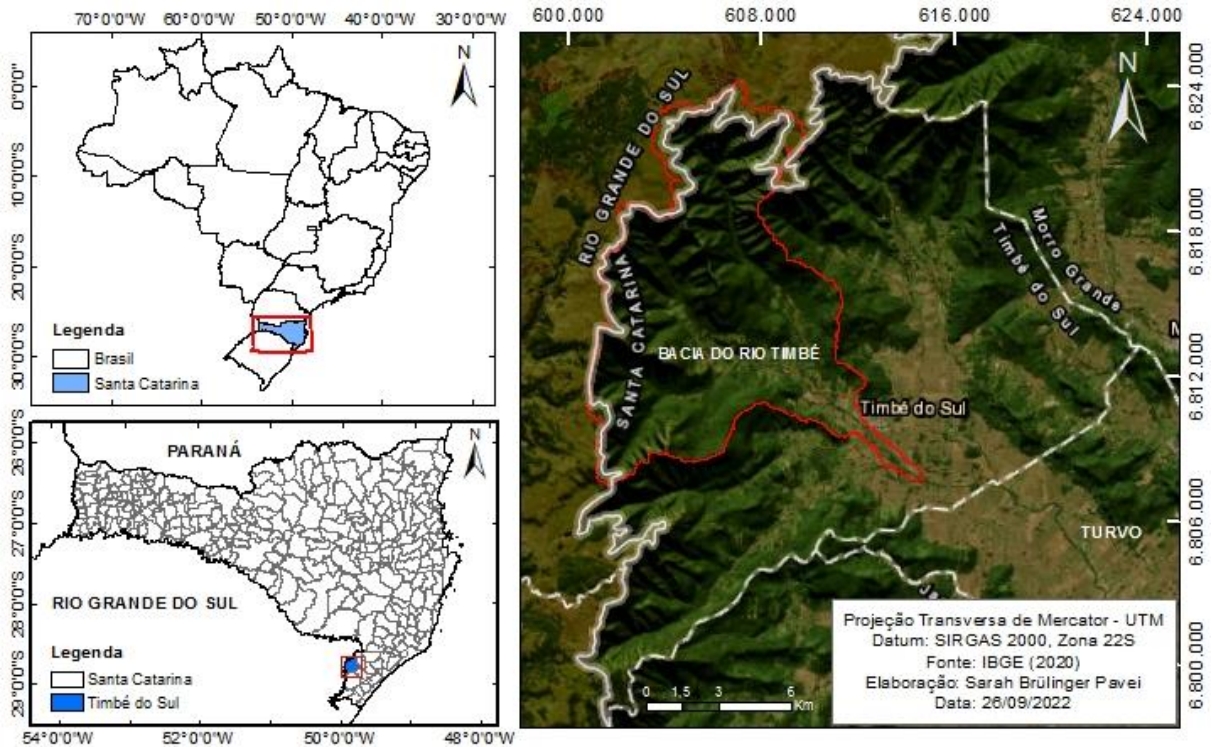 70°0'0"W 60°0'0"W 50°0'0"W 40°0'0"W 30°0'0"W
0°0'0"
10°0'0"S
20°0'0"S
30°0'0"S
N
Legenda
Brasil
Santa Catarina
26°0'0"S
27°0'0"S
28°0'0"S
29°0'0"S
PARANÁ
N
RIO GRANDE DO SUL
Legenda
Santa Catarina
Timbé do Sul
54°0'0"W 52°0'0"W 50°0'0"W 48°0'0"W
600.000 608.000 616.000 624.000
6.824.000
6.818.000
6.812.000
6.806.000
6.800.000
N
RIO GRANDE DO SUL
SANTA CATARINA
Morro Grande
Timbé do Sul
BACIA DO RIO TIMBÉ
Timbé do Sul
TURVO
Projeção Transversa de Mercator - UTM
Datum: SIRGAS 2000, Zona 22S
Fonte: IBGE (2020)
Elaboração: Sarah Brülinger Pavei
Data: 26/09/2022
0 1,5 3 6
Km